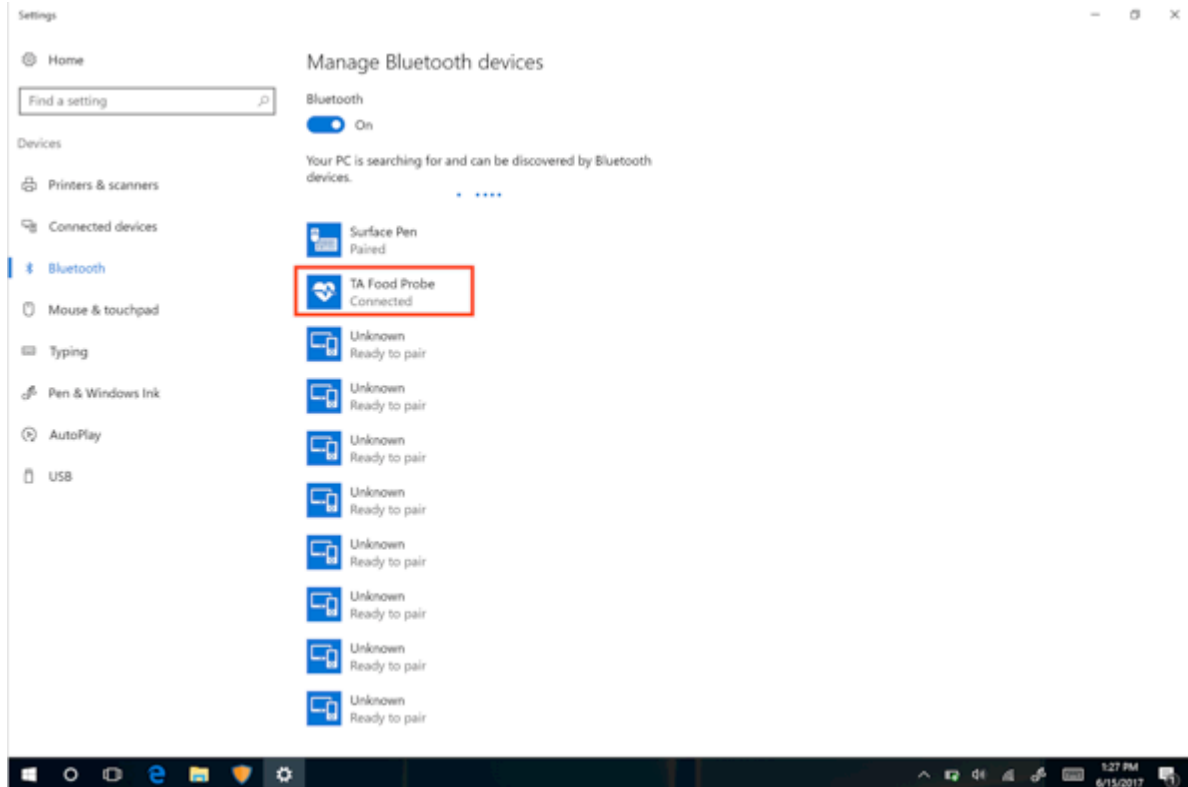 Settings
Home
Find a setting
Devices
Printers & scanners
Connected devices
Bluetooth
Mouse & touchpad
Typing
Pen & Windows Ink
AutoPlay
USB
Manage Bluetooth devices
Bluetooth
On
Your PC is searching for and can be discovered by Bluetooth
devices.
Surface Pen
Paired
TA Food Probe
Connected
Unknown
Ready to pair
Unknown
Ready to pair
Unknown
Ready to pair
Unknown
Ready to pair
Unknown
Ready to pair
Unknown
Ready to pair
Unknown
Ready to pair
Unknown
Ready to pair
1:27 PM
6/15/2017